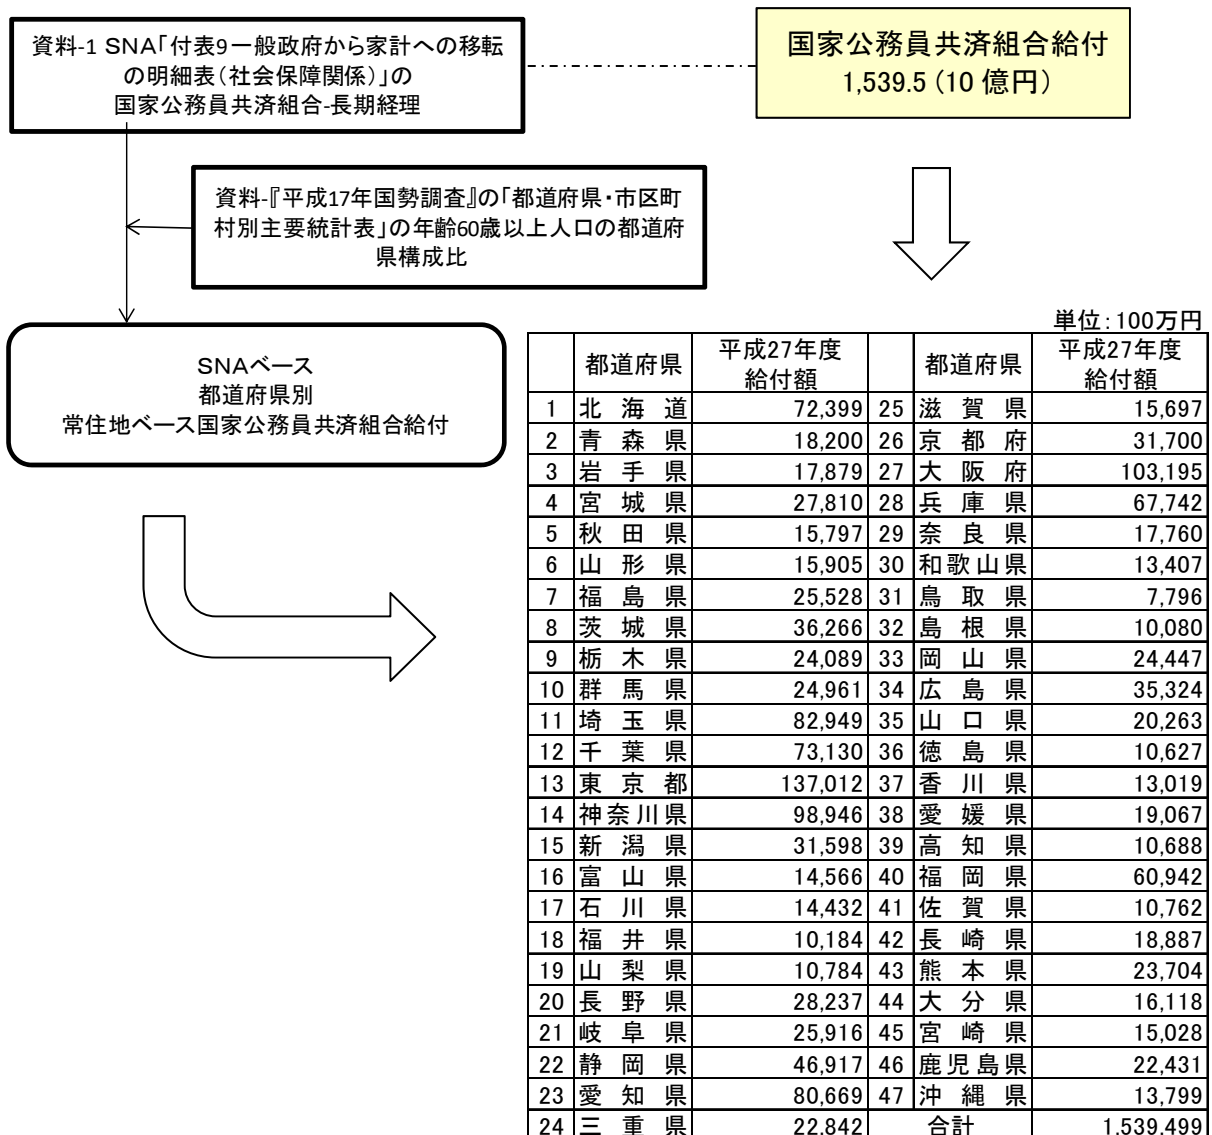 資料-1 SNA「付表9一般政府から家計への移転
の明細表（社会保障関係）」の
国家公務員共済組合-長期経理
国家公務員共済組合給付
1,539.5（10 億円）
資料-『平成17年国勢調査』の「都道府県・市区町
村別主要統計表」の年齢60歳以上人口の都道府
県構成比
SNAベース
都道府県別
常住地ベース国家公務員共済組合給付
単位：100万円
都道府県 平成27年度 都道府県 平成27年度
給付額 給付額
1 北海道 72,399 25 滋賀県 15,697
2 青森県 18,200 26 京都府 31,700
3 岩手県 17,879 27 大阪府 103,195
4 宮城県 27,810 28 兵庫県 67,742
5 秋田県 15,797 29 奈良県 17,760
6 山形県 15,905 30 和歌山県 13,407
7 福島県 25,528 31 鳥取県 7,796
8 茨城県 36,266 32 島根県 10,080
9 栃木県 24,089 33 岡山県 24,447
10 群馬県 24,961 34 広島県 35,324
11 埼玉県 82,949 35 山口県 20,263
12 千葉県 73,130 36 徳島県 10,627
13 東京都 137,012 37 香川県 13,019
14 神奈川県 98,946 38 愛媛県 19,067
15 新潟県 31,598 39 高知県 10,688
16 富山県 14,566 40 福岡県 60,942
17 石川県 14,432 41 佐賀県 10,762
18 福井県 10,184 42 長崎県 18,887
19 山梨県 10,784 43 熊本県 23,704
20 長野県 28,237 44 大分県 16,118
21 岐阜県 25,916 45 宮崎県 15,028
22 静岡県 46,917 46 鹿児島県 22,431
23 愛知県 80,669 47 沖縄県 13,799
24 三重県 22,842 合計 1,539,499